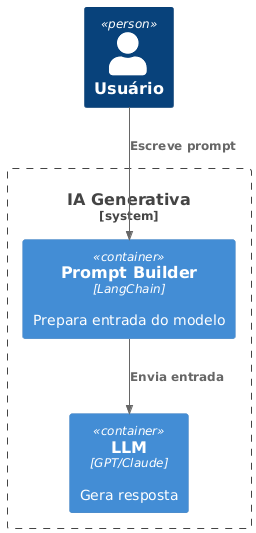 «person»
Usuário
Escreve prompt
IA Generativa
[system]
«container»
Prompt Builder
[LangChain]
Prepara entrada do modelo
Envia entrada
«container»
LLM
[GPT/Claude]
Gera resposta